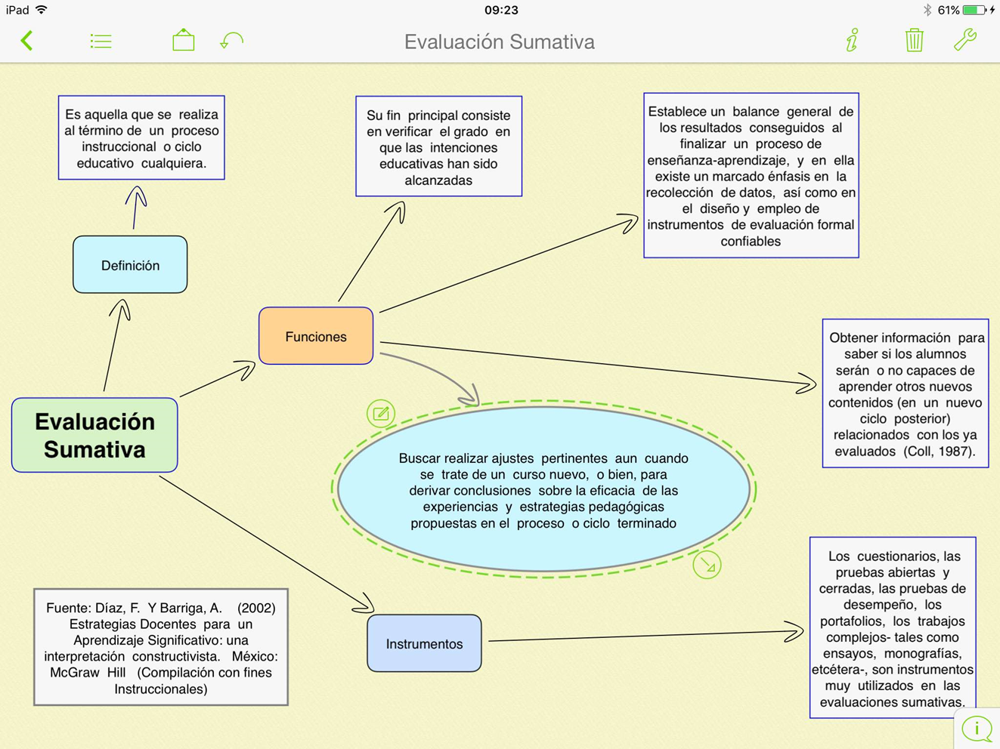 iPad
09:23
61%
Evaluación Sumativa
Es aquella que se realiza
al término de un proceso
instruccional o ciclo
educativo cualquiera.
Su fin principal consiste
en verificar el grado en
que las intenciones
educativas han sido
alcanzadas
Establece un balance general de
los resultados conseguidos al
finalizar un proceso de
enseñanza-aprendizaje, y en ella
existe un marcado énfasis en la
recolección de datos, así como en
el diseño y empleo de
instrumentos de evaluación formal
confiables
Definición
Funciones
Obtener información para
saber si los alumnos
serán o no capaces de
aprender otros nuevos
contenidos (en un nuevo
ciclo posterior)
relacionados con los ya
evaluados (Coll, 1987).
Evaluación
Sumativa
Buscar realizar ajustes pertinentes aun cuando
se trate de un curso nuevo, o bien, para
derivar conclusiones sobre la eficacia de las
experiencias y estrategias pedagógicas
propuestas en el proceso o ciclo terminado
Los cuestionarios, las
pruebas abiertas y
cerradas, las pruebas de
desempeño, los
portafolios, los trabajos
complejos- tales como
ensayos, monografías,
etcétera-, son instrumentos
muy utilizados en las
evaluaciones sumativas.
Fuente: Díaz, F. Y Barriga, A. (2002)
Estrategias Docentes para un
Aprendizaje Significativo: una
interpretación constructivista. México:
McGraw Hill (Compilación con fines
Instruccionales)
Instrumentos